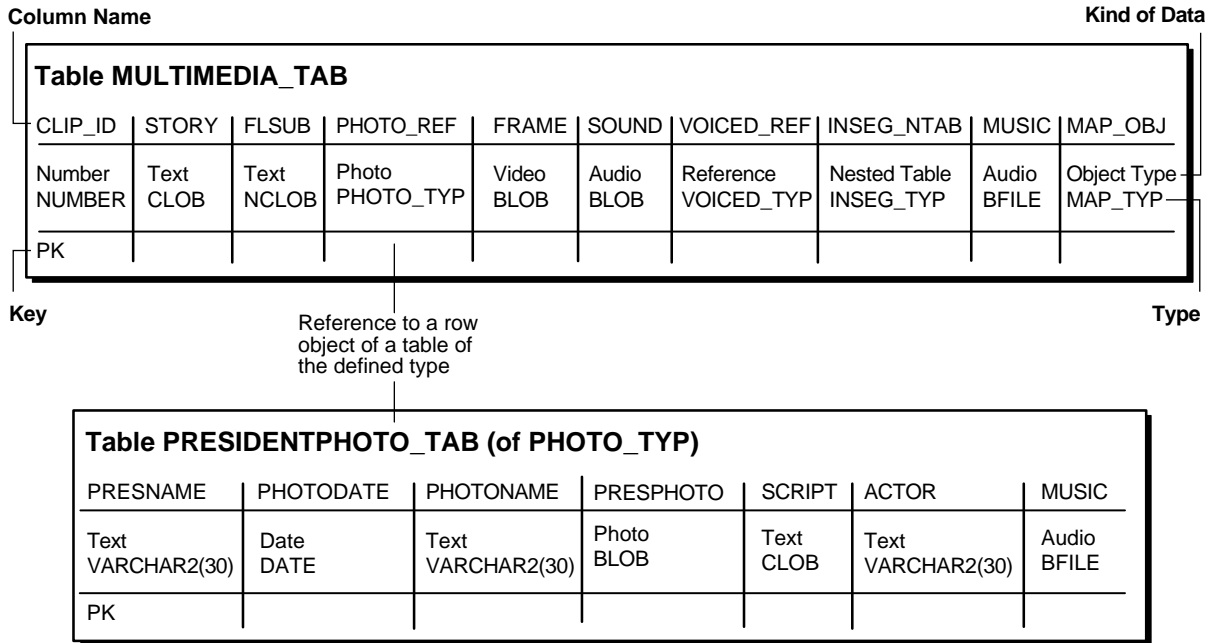 Column Name
Kind of Data
Table MULTIMEDIA_TAB
CLIP_ID STORY FLSUB PHOTO_REF FRAME SOUND VOICED_REF INSEG_NTAB MUSIC MAP_OBJ
Number Text Text Photo Video Audio Reference Nested Table Audio Object Type
NUMBER CLOB NCLOB PHOTO_TYP BLOB BLOB VOICED_TYP INSEG_TYP BFILE MAP_TYP
PK
Key
Type
Reference to a row
object of a table of
the defined type
Table PRESIDENTPHOTO_TAB (of PHOTO_TYP)
PRESNAME PHOTODATE PHOTONAME PRESPHOTO SCRIPT ACTOR MUSIC
Text Date Text Photo Text Text Audio
VARCHAR2(30) DATE VARCHAR2(30) BLOB CLOB VARCHAR2(30) BFILE
PK